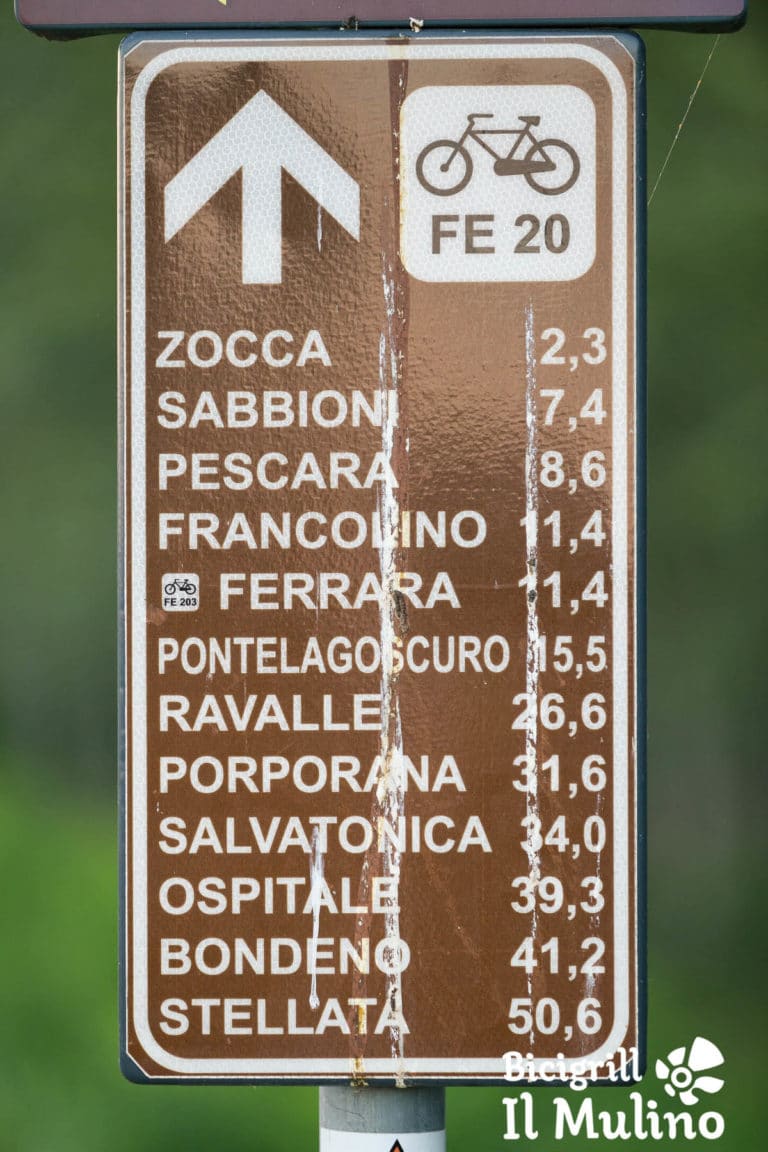 FE 20
ZOCCA 2,3
SABBIONI 7,4
PESCARA 8,6
FRANCOLINO 11,4
FE 203 FERRARA 11,4
PONTELAGOSCURO 15,5
RAVALLE 26,6
PORPORANA 31,6
SALVATONICA 34,0
OSPITALE 39,3
BONDENO 41,2
STELLATA 50,6
Bicigrill
Il Mulino